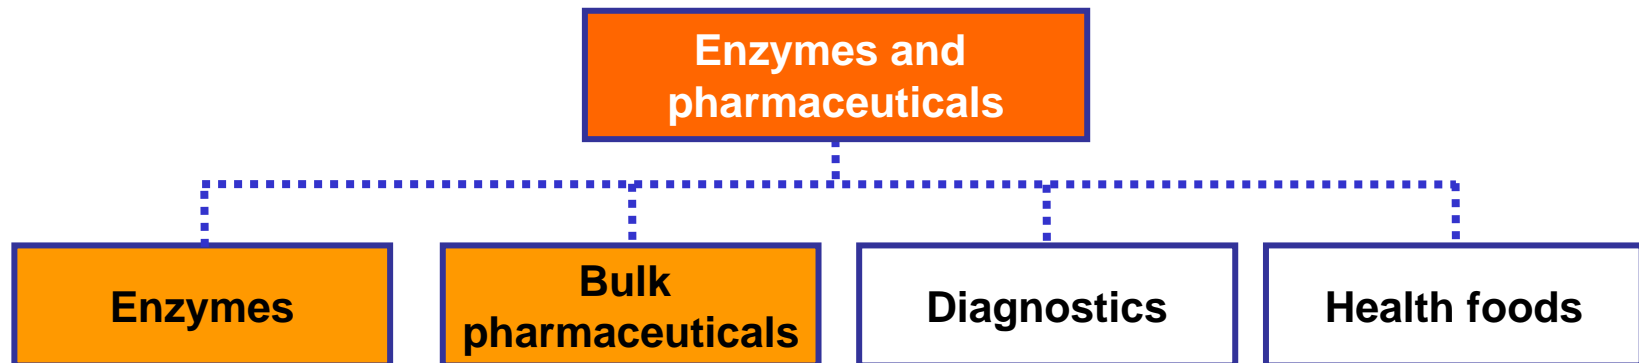 Enzymes and
pharmaceuticals
Enzymes
Bulk
pharmaceuticals
Diagnostics
Health foods